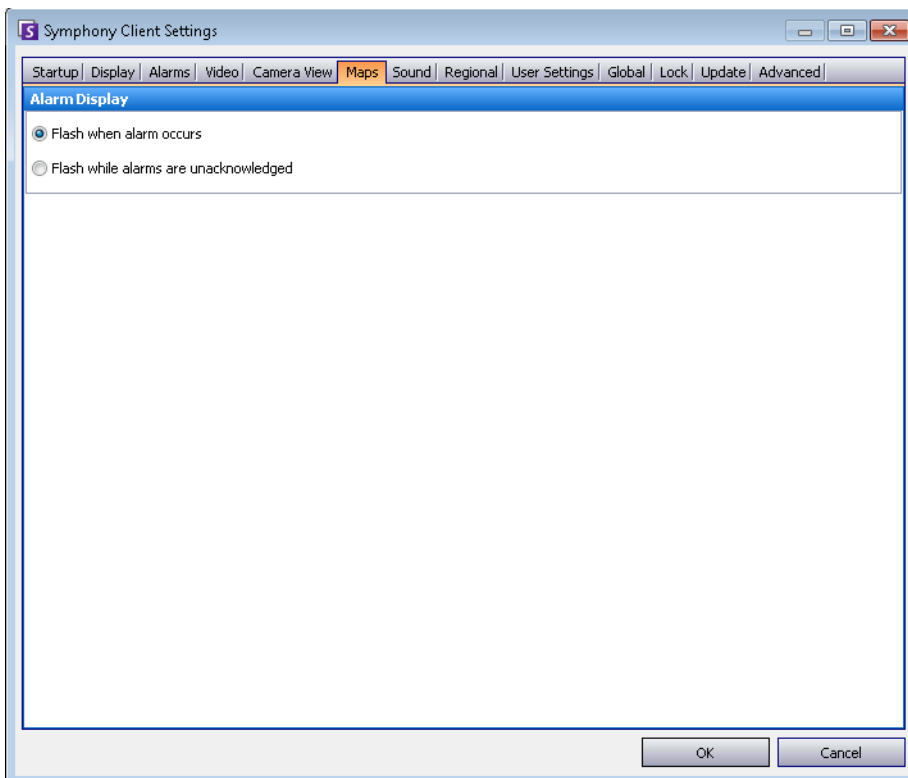 Symphony Client Settings
Startup Display Alarms Video Camera View Maps Sound Regional User Settings Global Lock Update Advanced
Alarm Display
Flash when alarm occurs
Flash while alarms are unacknowledged
OK Cancel